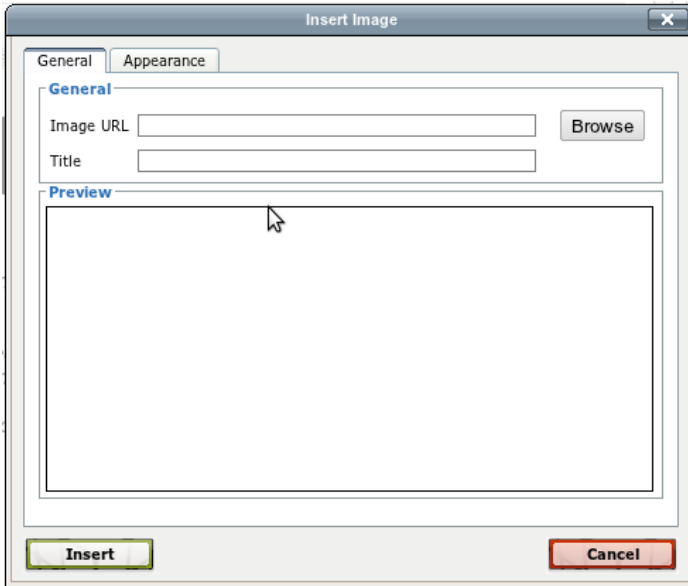 Insert Image
General Appearance
General
Image URL Browse
Title
Preview
Insert Cancel